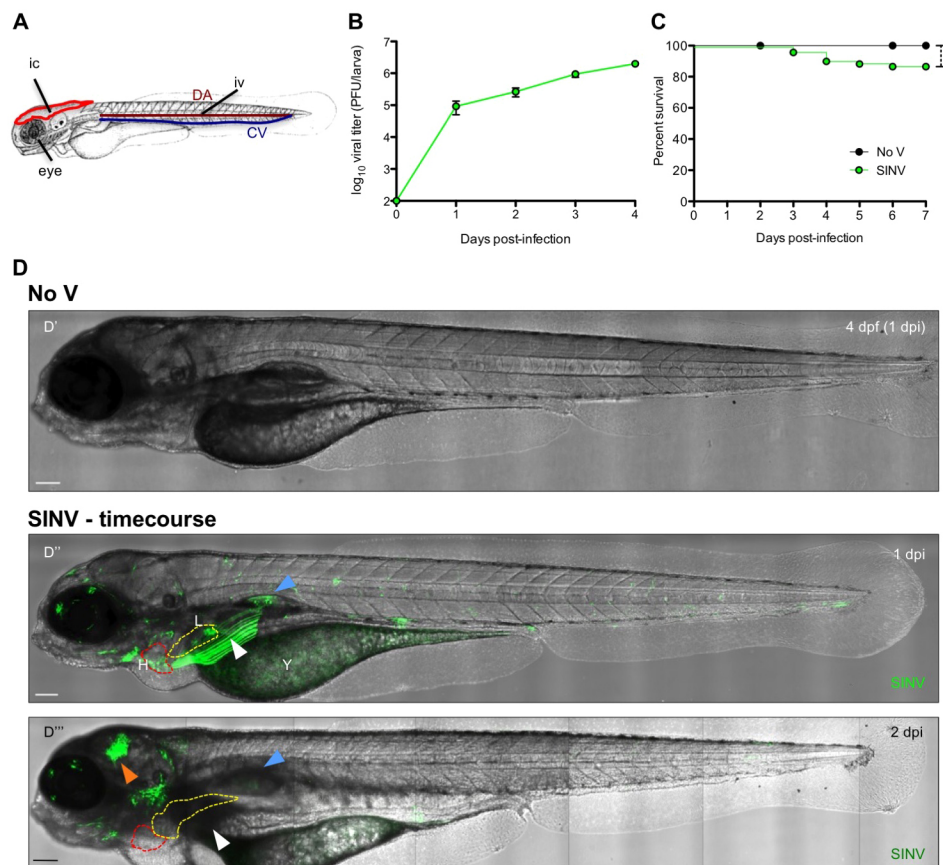 A
ic
iv
DA
CV
eye
B
log10 viral titer (PFU/larva)
7
6
5
4
3
2
0
1
2
3
4
Days post-infection
C
Percent survival
100
80
60
40
20
0
No V
SINV
0
1
2
3
4
5
6
7
Days post-infection
D
No V
D'
4 dpf (1 dpi)
SINV - timecourse
D''
1 dpi
L
H
Y
SINV
D'''
2 dpi
SINV